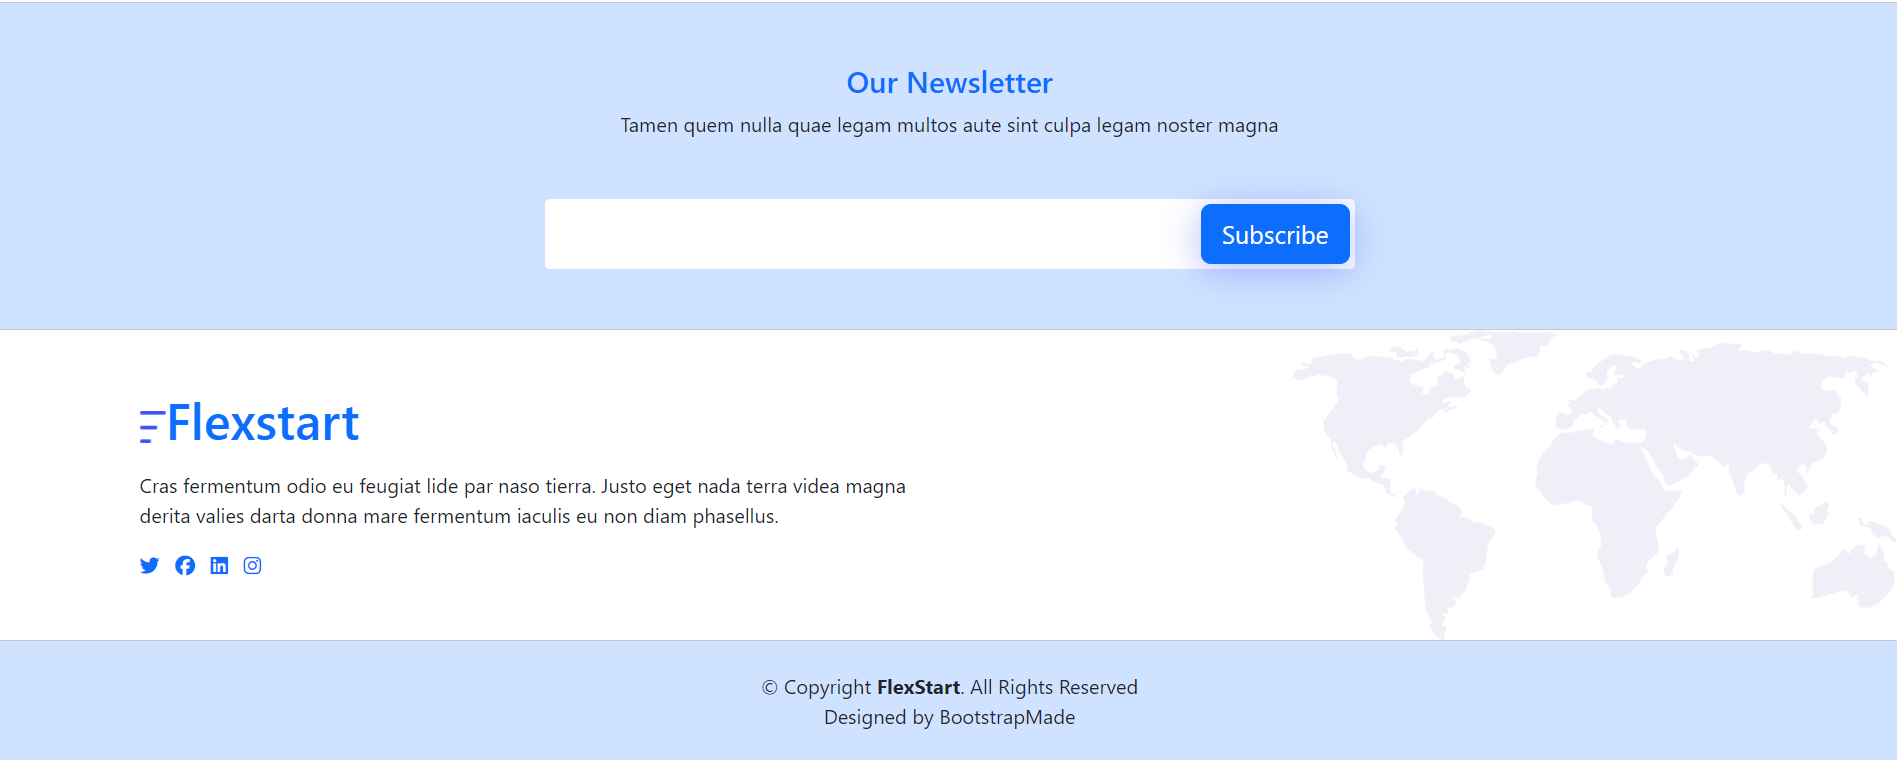 Our Newsletter
Tamen quem nulla quae legam multos aute sint culpa legam noster magna
Subscribe
Flexstart
Cras fermentum odio eu feugiat lide par naso tierra. Justo eget nada terra videa magna
derita valies darta donna mare fermentum iaculis eu non diam phasellus.
© Copyright FlexStart. All Rights Reserved
Designed by BootstrapMade